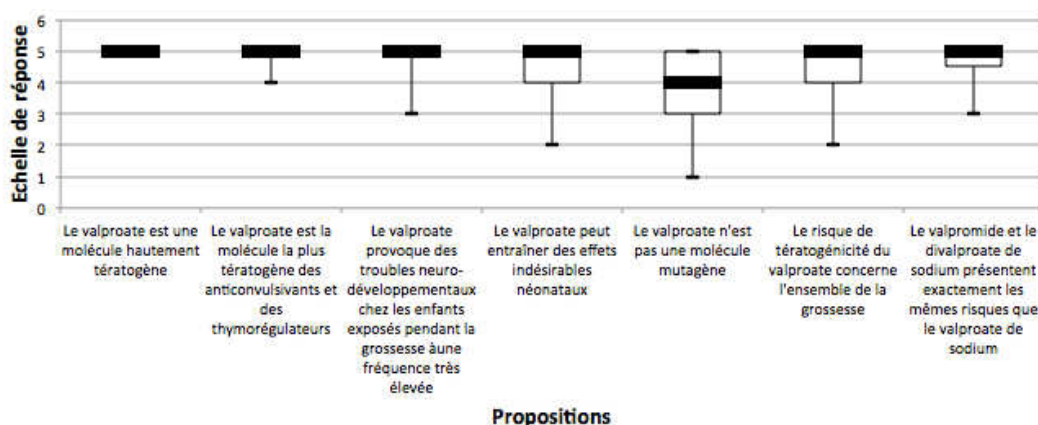 Echelle de réponse
6
5
4
3
2
1
0
Le valproate est une
molécule hautement
tératogène
Le valproate est la
molécule la plus
tératogène des
anticonvulsivants et
des
thymorégulateurs
Le valproate
provoque des
troubles neuro-
développementaux
chez les enfants
exposés pendant la
grossesse àune
fréquence très
élevée
Le valproate peut
entraîner des effets
indésirables
néonataux
Le valproate n'est
pas une molécule
mutagène
Le risque de
tératogénicité du
valproate concerne
l'ensemble de la
grossesse
Le valpromide et le
divalproate de
sodium présentent
exactement les
mêmes risques que
le valproate de
sodium
Propositions